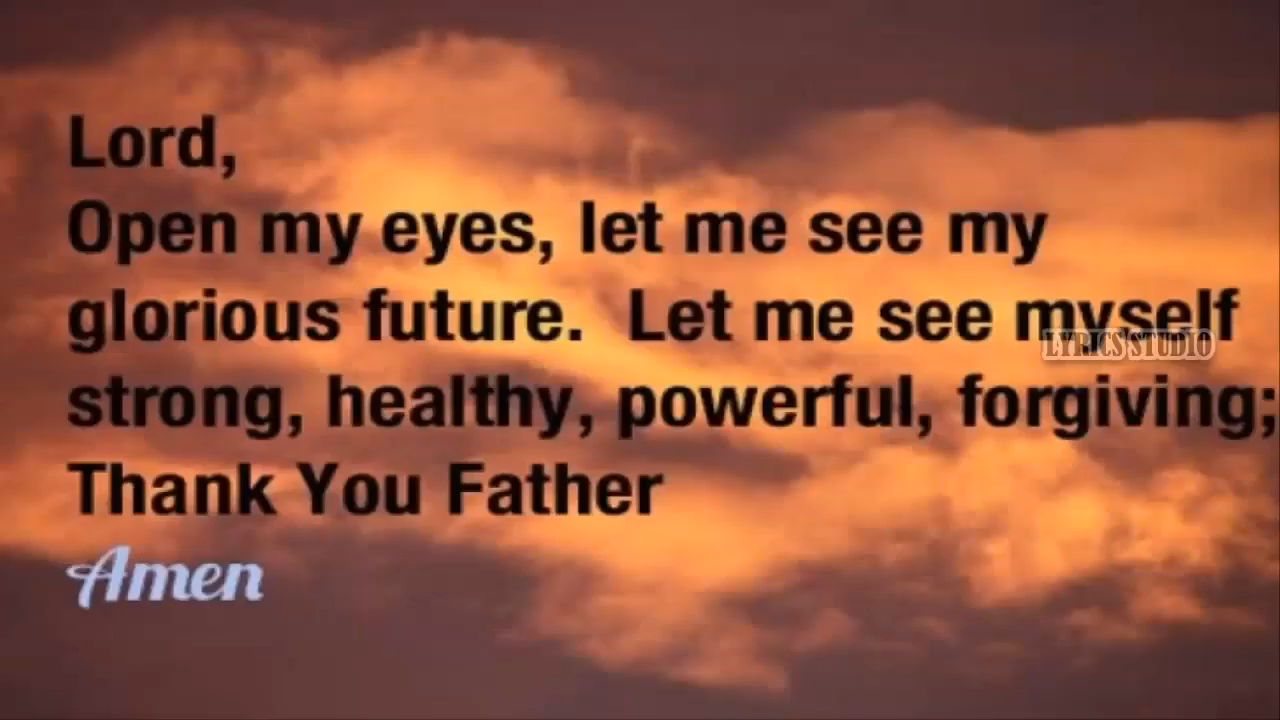 Lord,
Open my eyes, let me see my
glorious future.  Let me see myself
LYRICS STUDIO
strong, healthy, powerful, forgiving;
Thank You Father
Amen